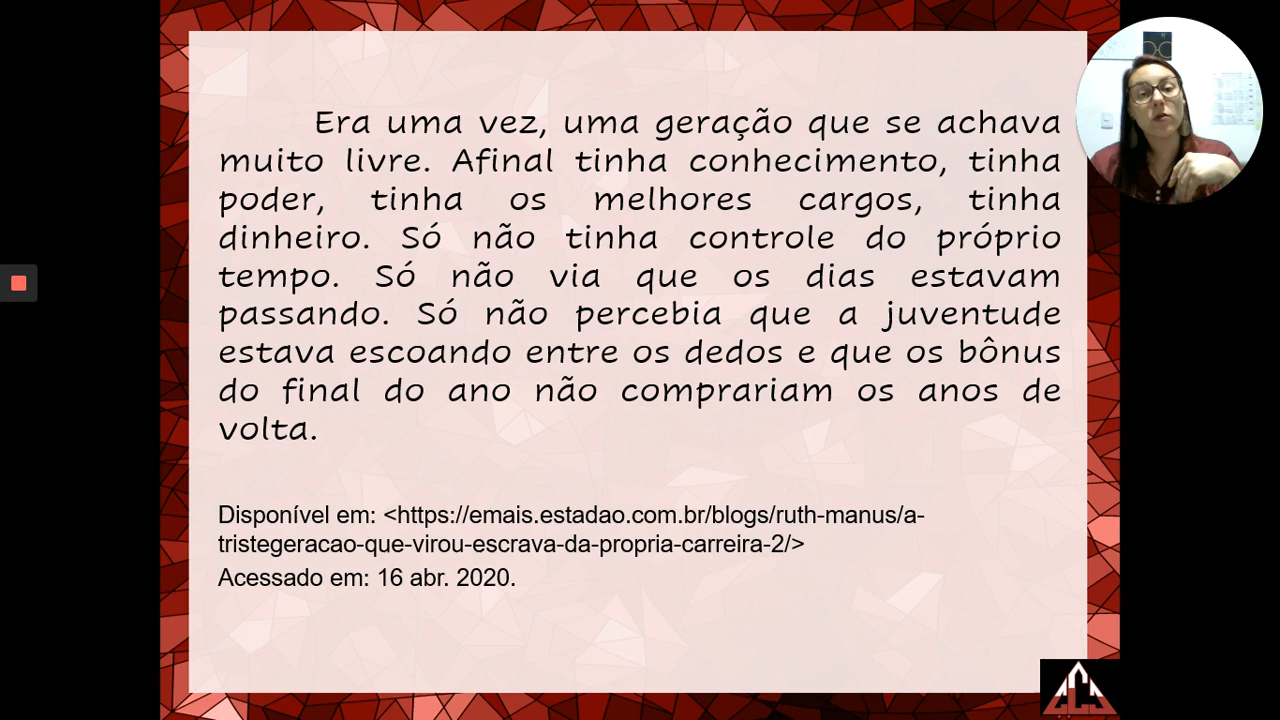 Era uma vez, uma geração que se achava
muito livre. Afinal tinha conhecimento, tinha
poder, tinha os melhores cargos, tinha
dinheiro. Só não tinha controle do próprio
tempo. Só não via que os dias estavam
passando. Só não percebia que a juventude
estava escoando entre os dedos e que os bônus
do final do ano não comprariam os anos de
volta.
Disponível em: <https://emais.estadao.com.br/blogs/ruth-manus/a-
tristegeracao-que-virou-escrava-da-propria-carreira-2/>
Acessado em: 16 abr. 2020.